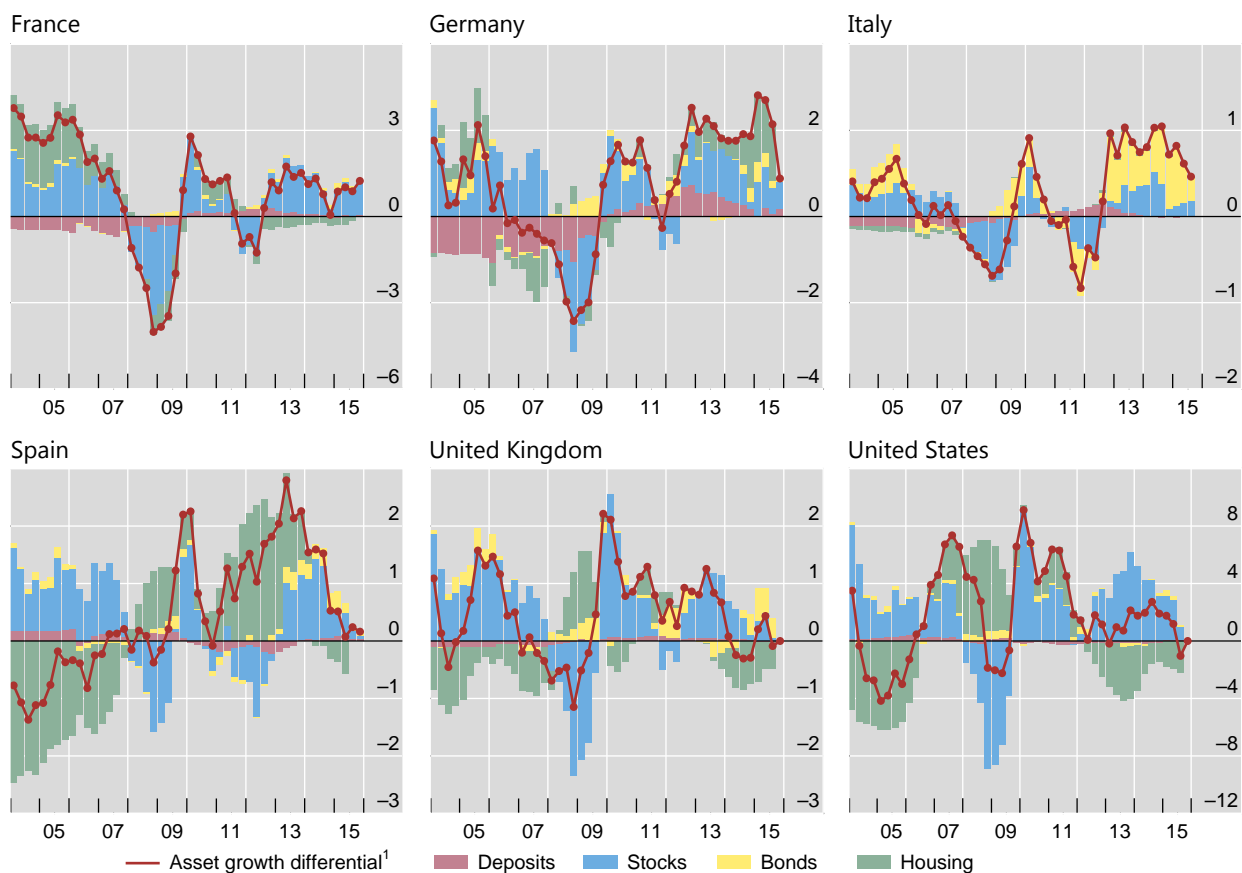 France Germany Italy
3 2 1
0 0 0
–3 –2 –1
–6 –4 –2
05 07 09 11 13 15 05 07 09 11 13 15 05 07 09 11 13 15
Spain United Kingdom United States
2 2 8
1 1 4
0 0 0
–1 –1 –4
–2 –2 –8
–3 –3 –12
05 07 09 11 13 15 05 07 09 11 13 15 05 07 09 11 13 15
Asset growth differential¹ Deposits Stocks Bonds Housing